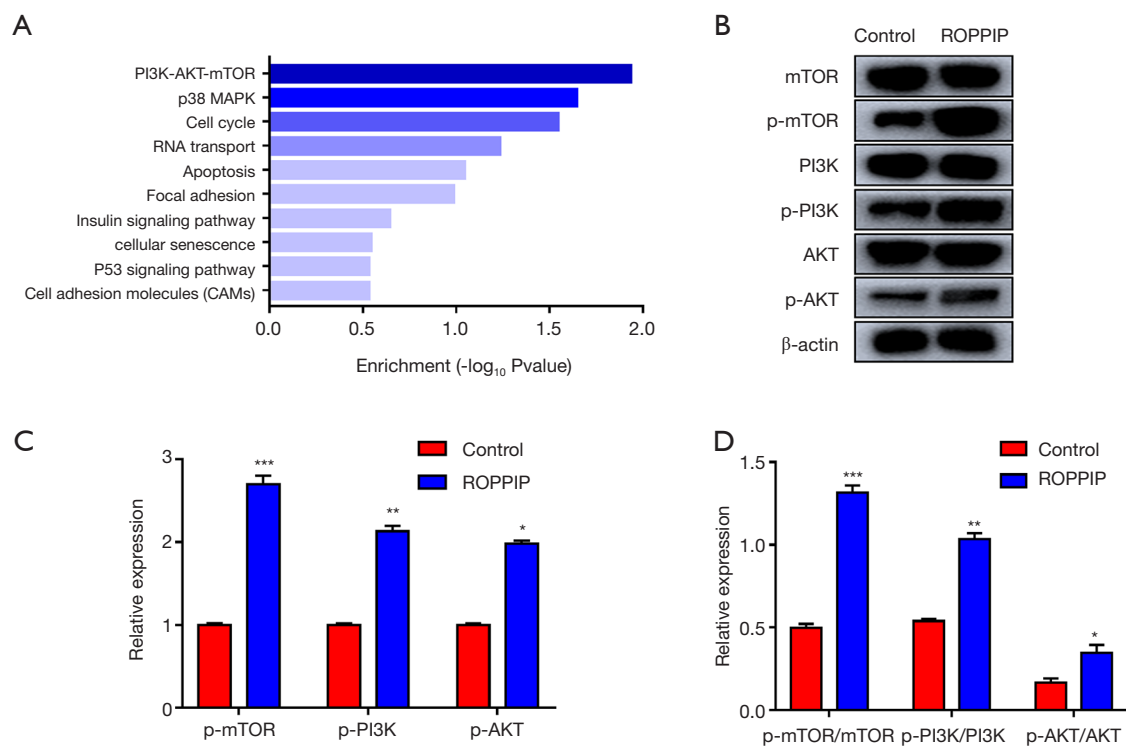 A
PI3K-AKT-mTOR
p38 MAPK
Cell cycle
RNA transport
Apoptosis
Focal adhesion
Insulin signaling pathway
cellular senescence
P53 signaling pathway
Cell adhesion molecules (CAMs)
0.0 0.5 1.0 1.5 2.0
Enrichment (-log₁₀ Pvalue)
B
Control ROPPIP
mTOR
p-mTOR
PI3K
p-PI3K
AKT
p-AKT
β-actin
C
Control
ROPPIP
Relative expression
3
2
1
0
***
**
*
p-mTOR p-PI3K p-AKT
D
Control
ROPPIP
Relative expression
1.5
1.0
0.5
0.0
***
**
*
p-mTOR/mTOR p-PI3K/PI3K p-AKT/AKT